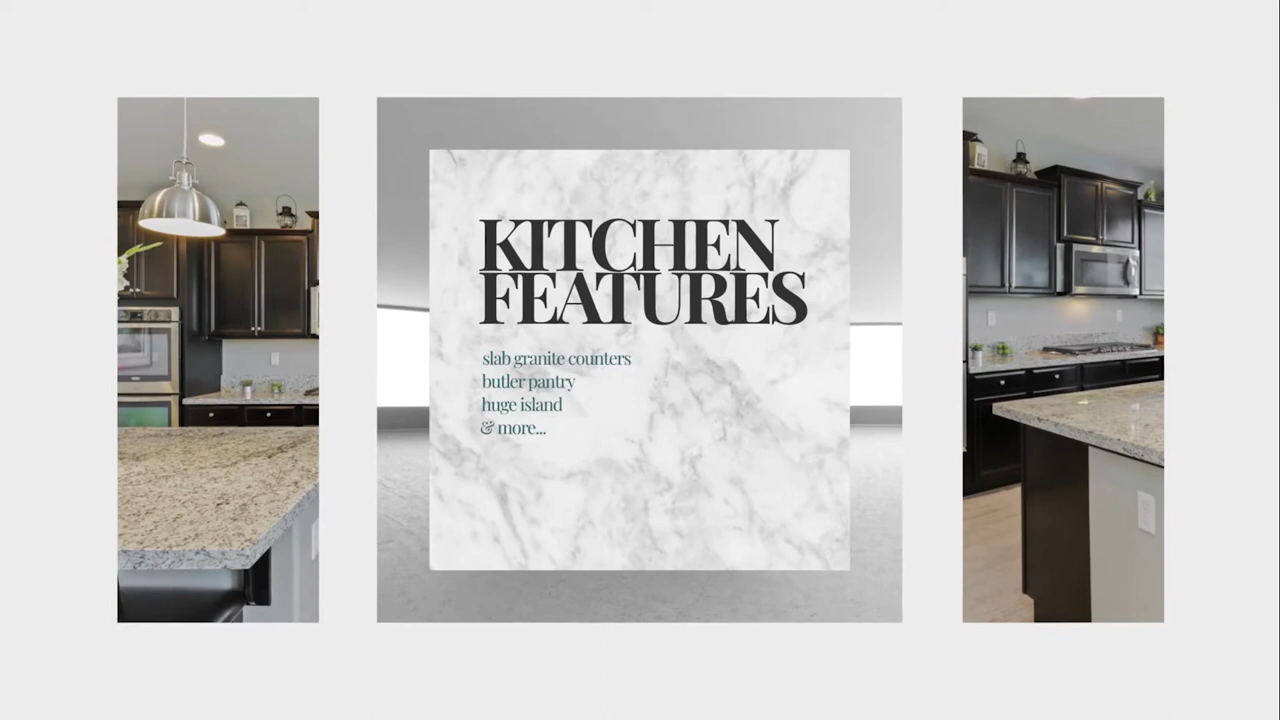 KITCHEN
FEATURES
slab granite counters
butler pantry
huge island
& more...